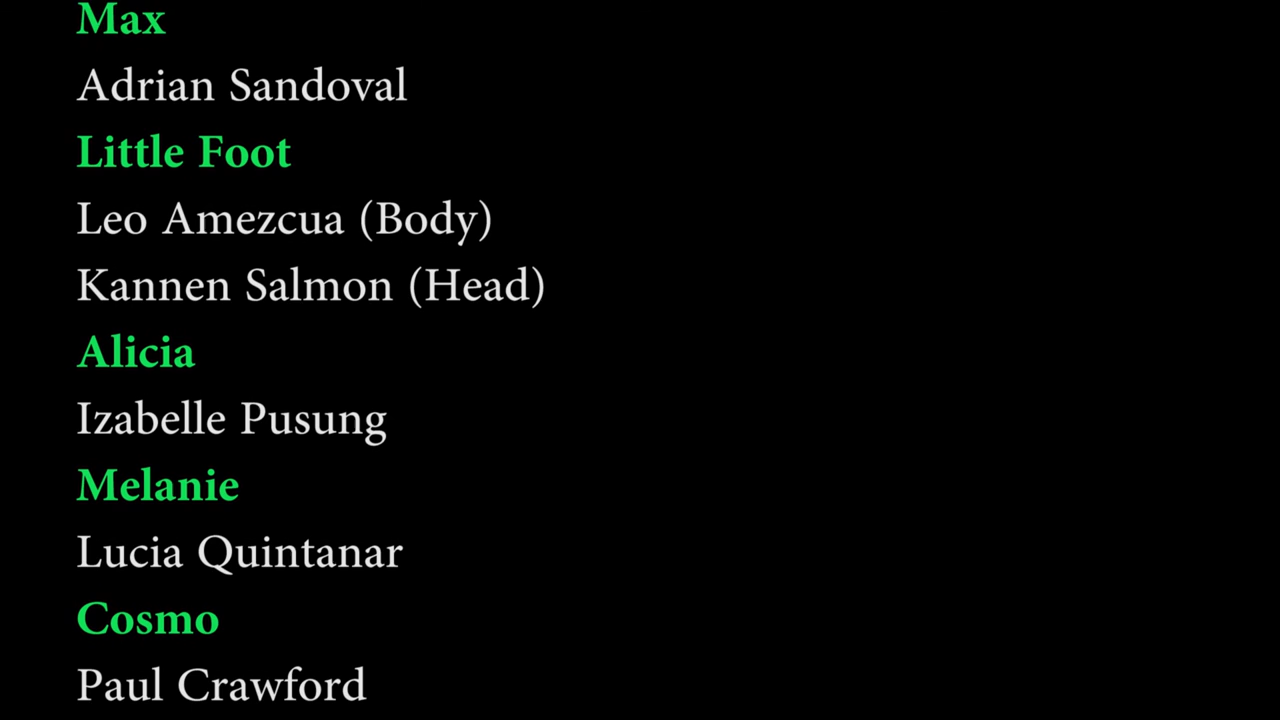 Max
Adrian Sandoval
Little Foot
Leo Amezcua (Body)
Kannen Salmon (Head)
Alicia
Izabelle Pusung
Melanie
Lucia Quintanar
Cosmo
Paul Crawford